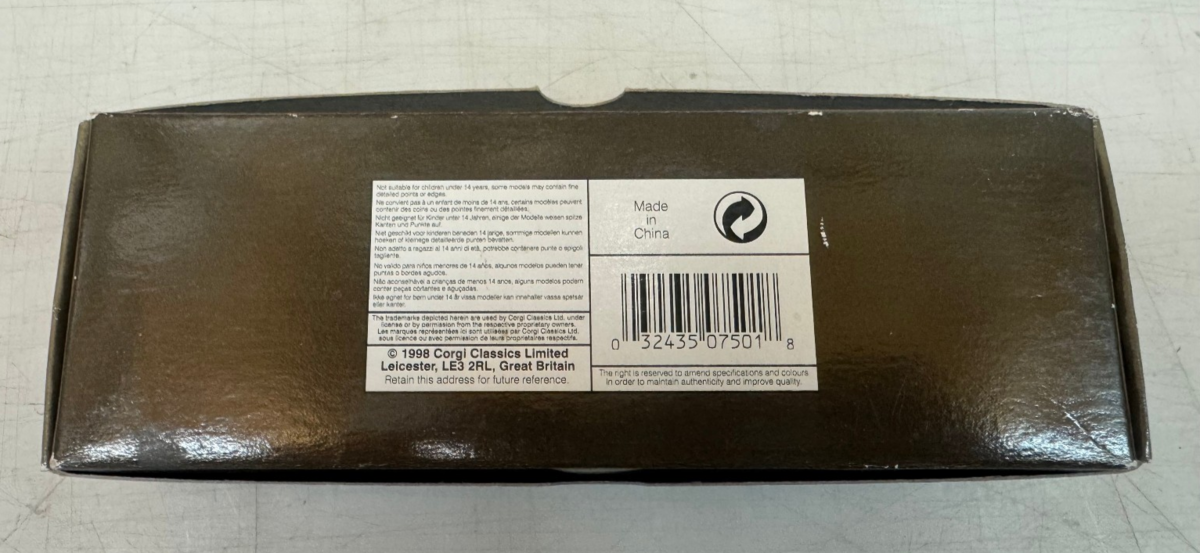 Not suitable for children under 14 years, some models may contain fine
detailed points or edges.
Ne convient pas à un enfant de moins de 14 ans, certains modèles peuvent
contenir des coins ou des pointes finement détaillées.
Nicht geeignet für Kinder unter 14 Jahren, einige der Modelle weisen spitze
Kanten und Punkte auf.
Niet geschikt voor kinderen beneden 14 jarige, sommige modellen kunnen
hoeken of kleinege detailleerde punten bevatten.
Non adetto a ragazzi al 14 anni di età, potrebbe contenere punte o spigoli
tagliente.
No valido para niños menores de 14 años, algunos modelos pueden tener
puntas o bordes agudos.
Não aconselhável a crianças de menos 14 anos, alguns modelos podem
conter peças cortantes e aguçadas.
Ikke egnet for børn under 14 år vissa modeller kan innehaller vassa spetsar
eller kanter.
The trademarks depicted herein are used by Corgi Classics Ltd. under
license or by permission from the respective proprietary owners.
Les marques représentées ici sont utilisées par Corgi Classics Ltd.
sous licence ou avec permission de leurs propriétaires respectifs.
© 1998 Corgi Classics Limited
Leicester, LE3 2RL, Great Britain
Retain this address for future reference.
Made
in
China
0 32435 07501 8
The right is reserved to amend specifications and colours
in order to maintain authenticity and improve quality.